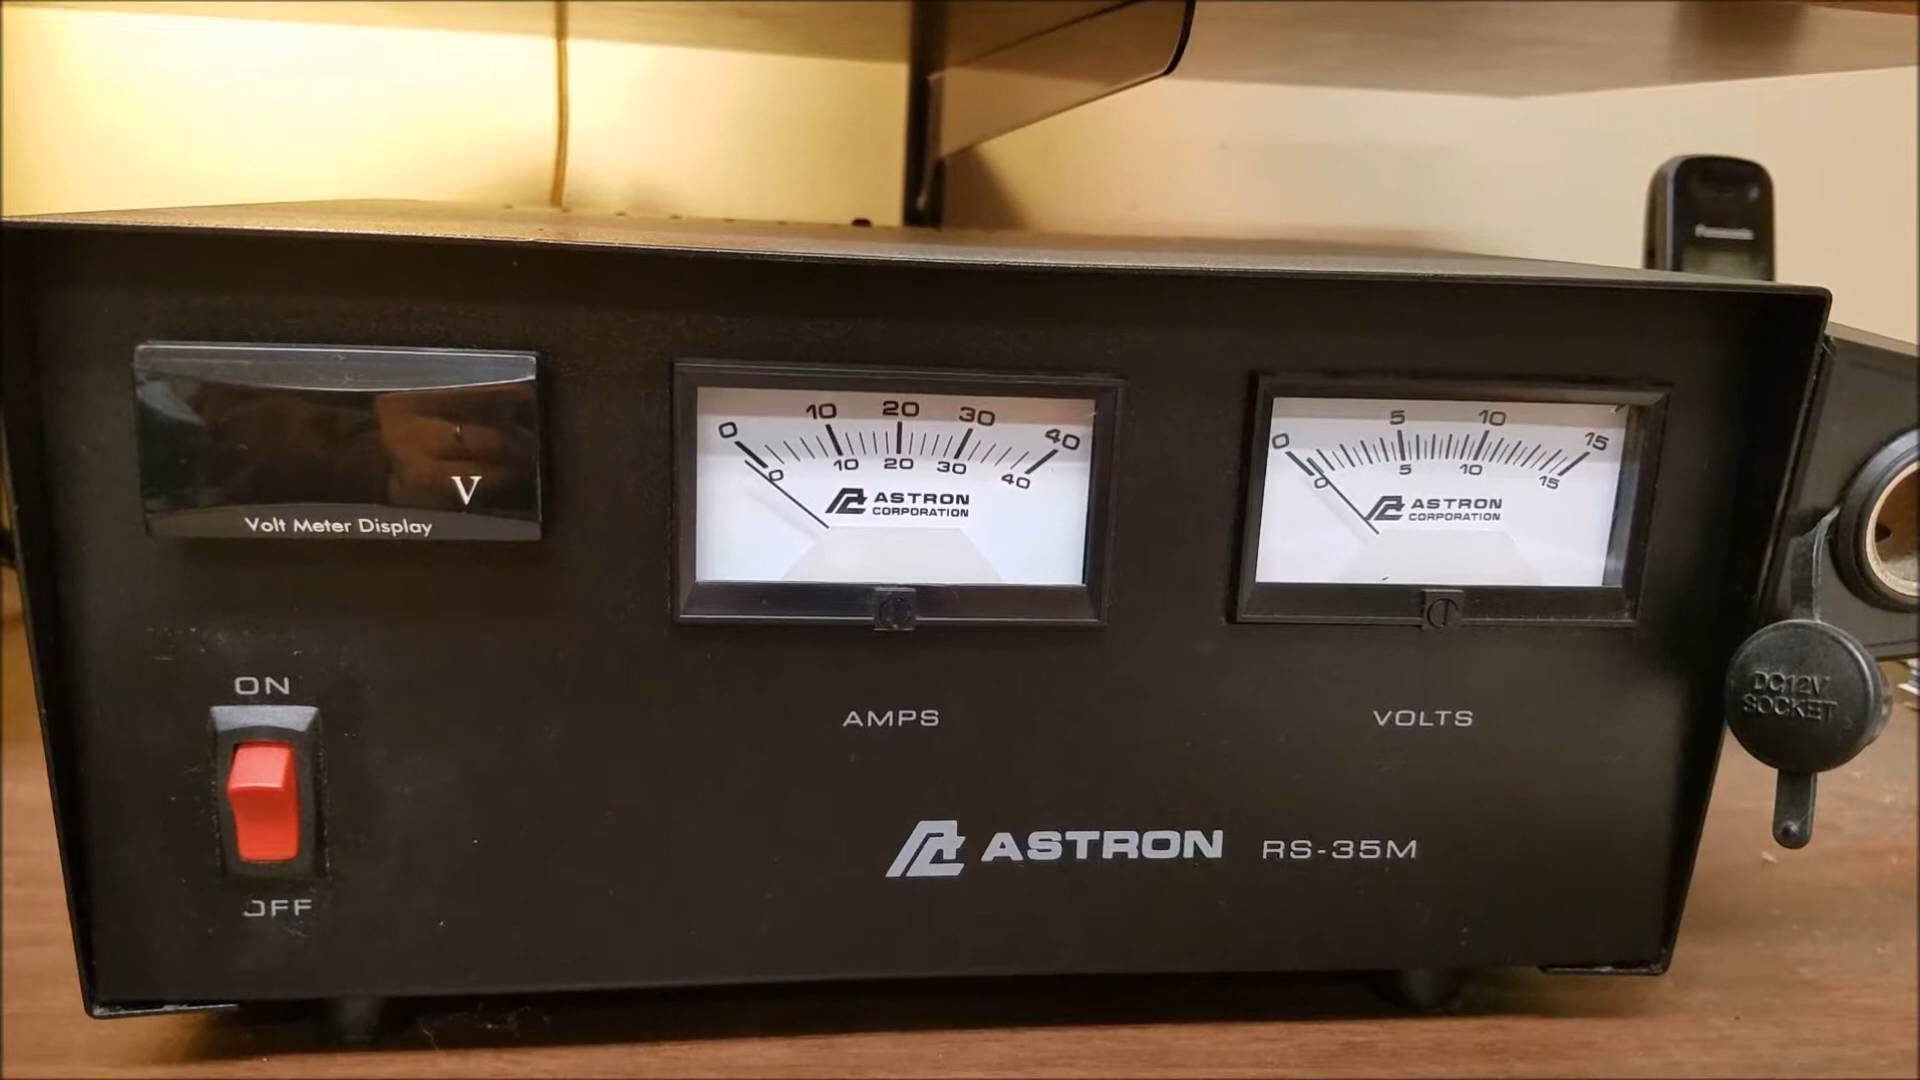 Panasonic
0 10 20 30 40
0 10 20 30 40
ASTRON
CORPORATION
0 5 10 15
0 5 10 15
ASTRON
CORPORATION
V
Volt Meter Display
ON
OFF
AMPS
VOLTS
DC12V
SOCKET
ASTRON RS-35M